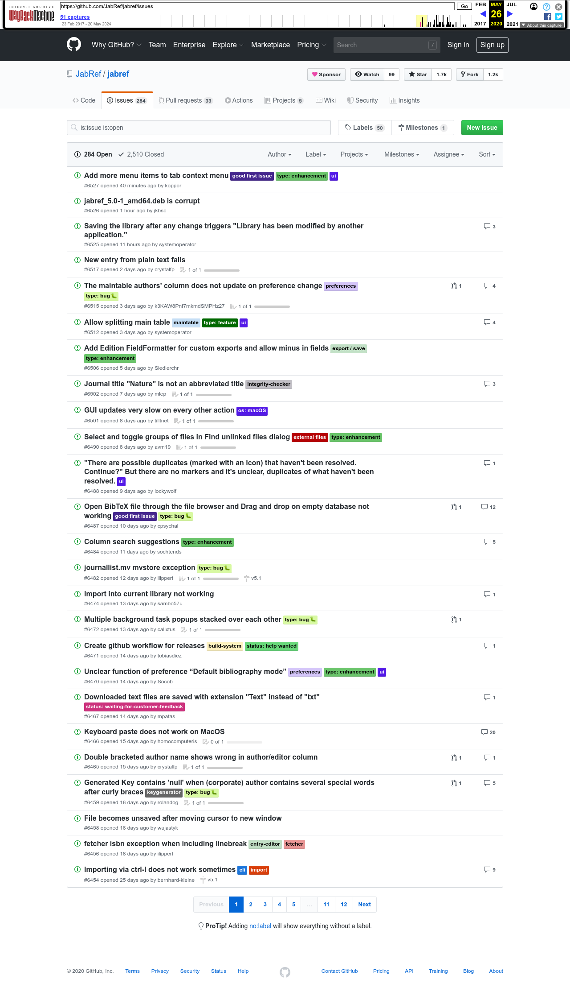 INTERNET ARCHIVE
WayBackMachine
https://github.com/JabRef/jabref/issues
Go
FEB MAY JUL
51 captures
26
23 Feb 2017 - 20 May 2024
2017 2020 2021
About this capture
Why GitHub? Team Enterprise Explore Marketplace Pricing Search / Sign in Sign up
JabRef / jabref
Sponsor Watch 99 Star 1.7k Fork 1.2k
Code Issues 284 Pull requests 33 Actions Projects 5 Wiki Security Insights
is:issue is:open Labels 50 Milestones 1 New issue
284 Open 2,510 Closed Author Label Projects Milestones Assignee Sort
Add more menu items to tab context menu good first issue type: enhancement ui
#6527 opened 40 minutes ago by koppor
jabref_5.0-1_amd64.deb is corrupt
#6526 opened 1 hour ago by jkbsc
Saving the library after any change triggers "Library has been modified by another 3
application."
#6525 opened 11 hours ago by systemoperator
New entry from plain text fails
#6517 opened 2 days ago by crystalfp 1 of 1
The maintable authors' column does not update on preference change preferences 1 4
type: bug
#6515 opened 3 days ago by k3KAW8Pnf7mkmdSMPHz27 1 of 1
Allow splitting main table maintable type: feature ui 4
#6512 opened 3 days ago by systemoperator
Add Edition FieldFormatter for custom exports and allow minus in fields export / save
type: enhancement
#6506 opened 5 days ago by Siedlerchr
Journal title "Nature" is not an abbreviated title integrity-checker 3
#6502 opened 7 days ago by mlep 1 of 1
GUI updates very slow on every other action os: macOS
#6501 opened 8 days ago by tilltnet 1 of 1
Select and toggle groups of files in Find unlinked files dialog external files type: enhancement
#6490 opened 8 days ago by avm19 1 of 1
"There are possible duplicates (marked with an icon) that haven't been resolved. 1
Continue?" But there are no markers and it's unclear, duplicates of what haven't been
resolved. ui
#6488 opened 9 days ago by lockywolf
Open BibTeX file through the file browser and Drag and drop on empty database not 1 12
working good first issue type: bug
#6487 opened 10 days ago by cpsychal
Column search suggestions type: enhancement 5
#6484 opened 11 days ago by sochtends
journallist.mv mvstore exception type: bug
#6482 opened 12 days ago by ilippert 1 of 1 v5.1
Import into current library not working 1
#6474 opened 13 days ago by sambo57u
Multiple background task popups stacked over each other type: bug 1
#6472 opened 13 days ago by calixtus 1 of 1
Create github workflow for releases build-system status: help wanted 1
#6471 opened 14 days ago by tobiasdiez
Unclear function of preference “Default bibliography mode” preferences type: enhancement ui
#6470 opened 14 days ago by Socob
Downloaded text files are saved with extension "Text" instead of "txt" 1
status: waiting-for-customer-feedback
#6467 opened 14 days ago by mpatas
Keyboard paste does not work on MacOS 20
#6466 opened 15 days ago by homocomputeris 0 of 1
Double bracketed author name shows wrong in author/editor column 1 1
#6465 opened 15 days ago by crystalfp 1 of 1
Generated Key contains 'null' when (corporate) author contains several special words 1 5
after curly braces keygenerator type: bug
#6459 opened 16 days ago by rolandog 1 of 1
File becomes unsaved after moving cursor to new window
#6458 opened 16 days ago by wujastyk
fetcher isbn exception when including linebreak entry-editor fetcher
#6456 opened 16 days ago by ilippert
Importing via ctrl-I does not work sometimes cli import 9
#6454 opened 25 days ago by bernhard-kleine v5.1
Previous 1 2 3 4 5 … 11 12 Next
ProTip! Adding no:label will show everything without a label.
© 2020 GitHub, Inc. Terms Privacy Security Status Help Contact GitHub Pricing API Training Blog About